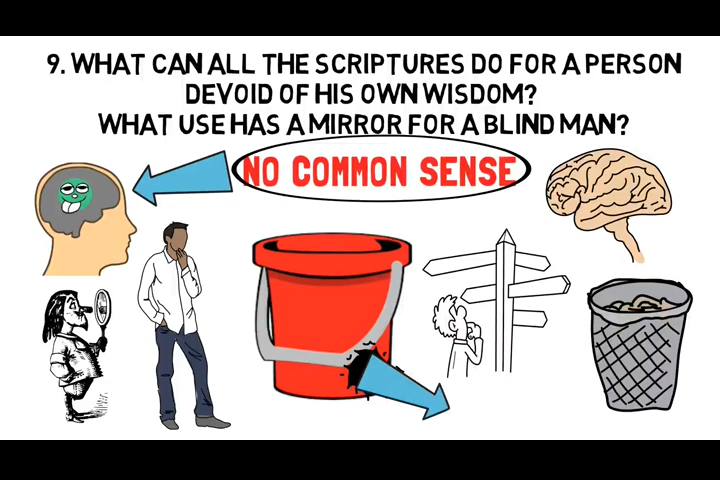 9. WHAT CAN ALL THE SCRIPTURES DO FOR A PERSON
DEVOID OF HIS OWN WISDOM?
WHAT USE HAS A MIRROR FOR A BLIND MAN?
NO COMMON SENSE